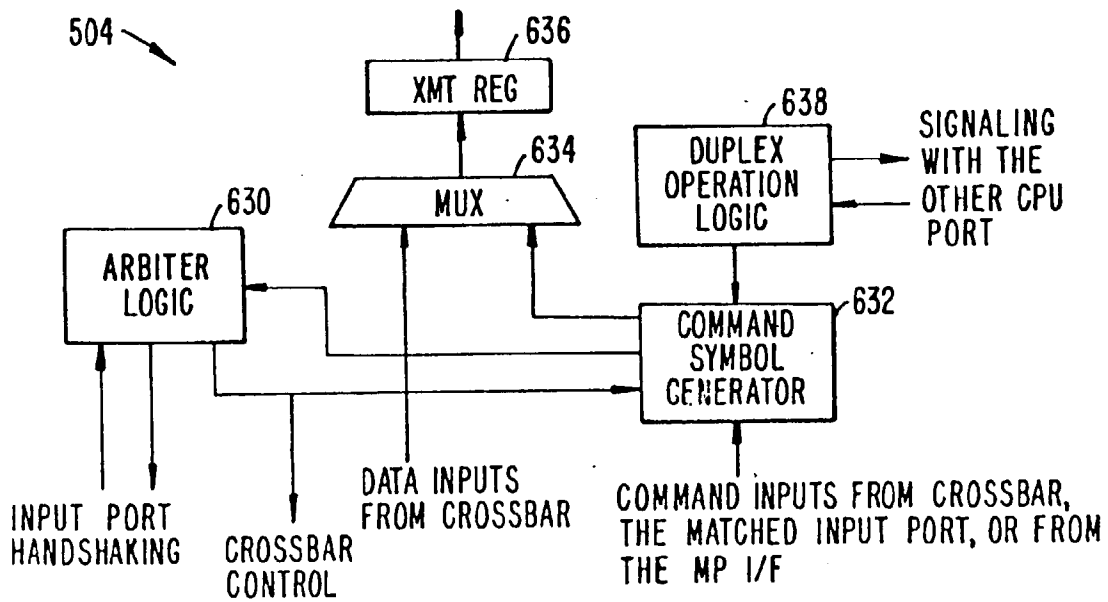 504
636
XMT REG
638
DUPLEX
OPERATION
LOGIC
SIGNALING
WITH THE
OTHER CPU
PORT
634
MUX
630
ARBITER
LOGIC
632
COMMAND
SYMBOL
GENERATOR
INPUT PORT
HANDSHAKING
CROSSBAR
CONTROL
DATA INPUTS
FROM CROSSBAR
COMMAND INPUTS FROM CROSSBAR,
THE MATCHED INPUT PORT, OR FROM
THE MP I/F